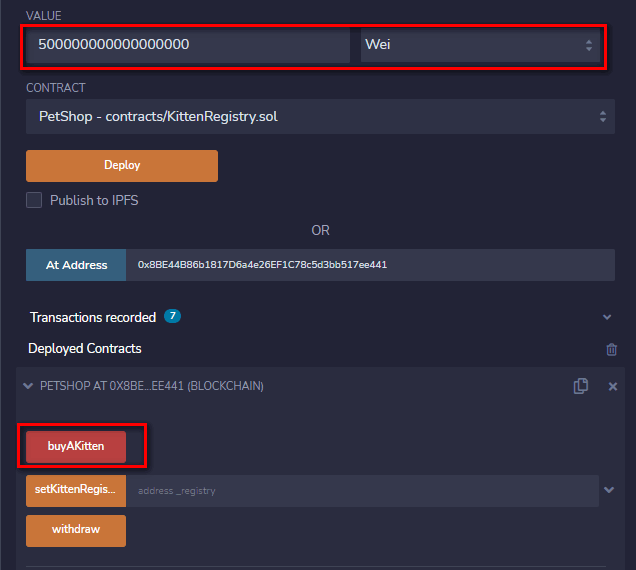 VALUE
500000000000000000 Wei
CONTRACT
PetShop - contracts/KittenRegistry.sol
Deploy
Publish to IPFS
OR
At Address 0x8BE44B86b1817D6a4e26EF1C78c5d3bb517ee441
Transactions recorded 7
Deployed Contracts
PETSHOP AT 0X8BE...EE441 (BLOCKCHAIN)
buyAKitten
setKittenRegis... address _registry
withdraw